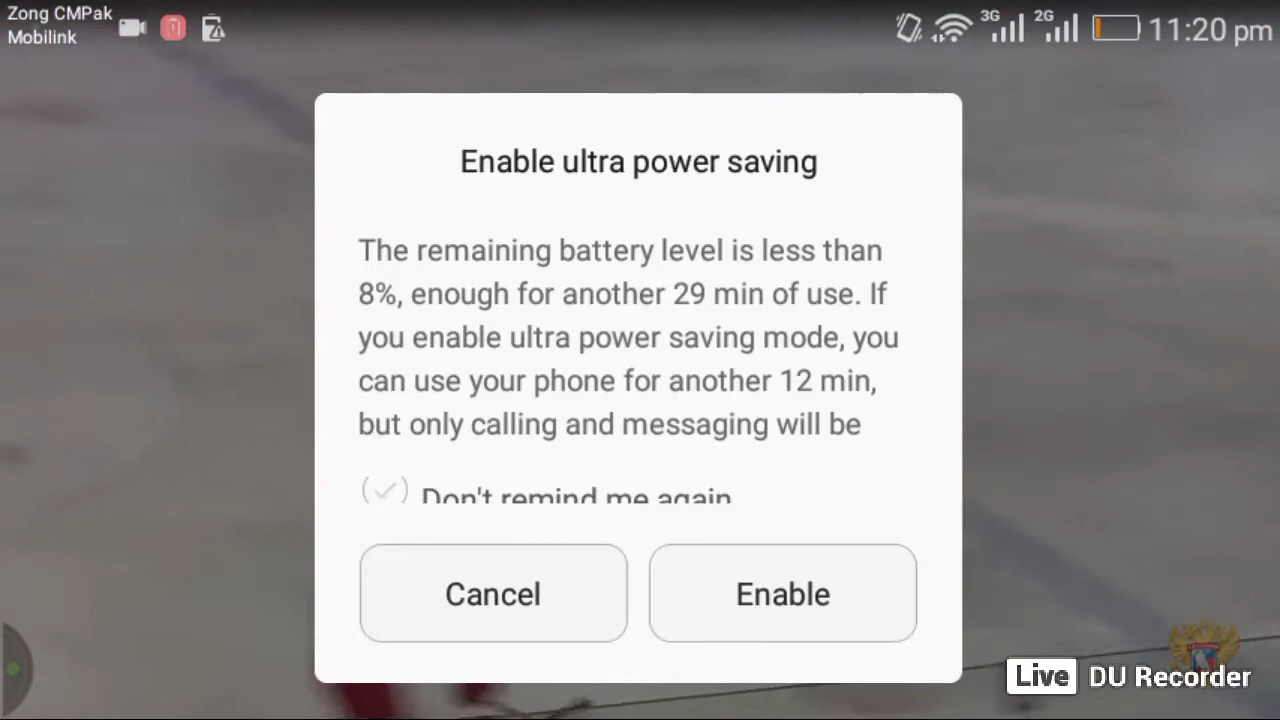 Zong CMPak
Mobilink
3G
2G
11:20 pm
Enable ultra power saving
The remaining battery level is less than
8%, enough for another 29 min of use. If
you enable ultra power saving mode, you
can use your phone for another 12 min,
but only calling and messaging will be
Don't remind me again
Cancel
Enable
Live DU Recorder